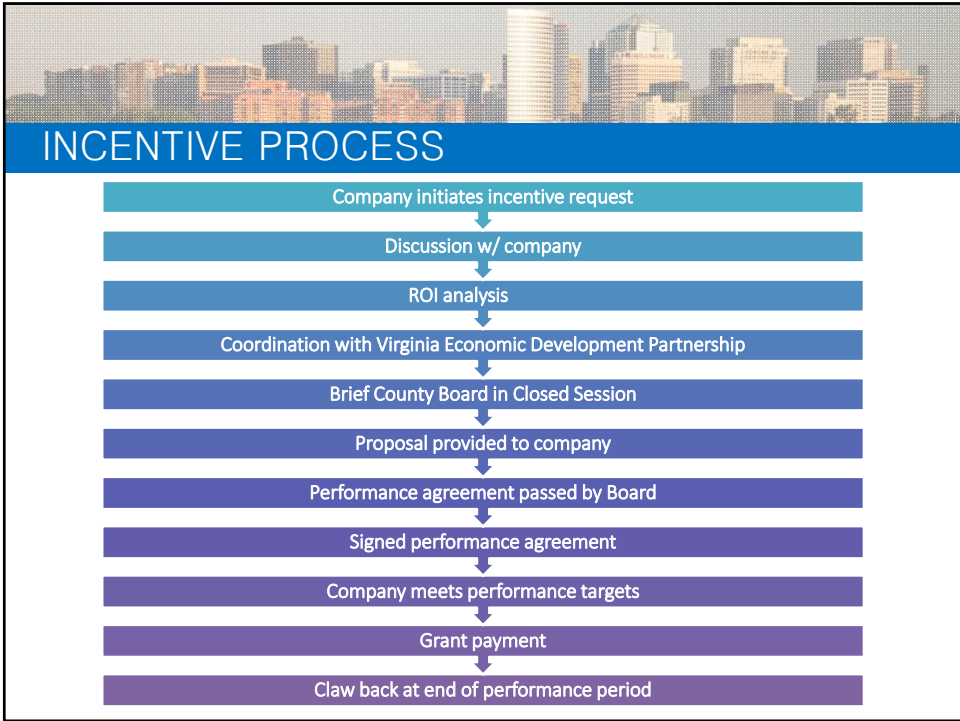 INCENTIVE PROCESS
Company initiates incentive request
Discussion w/ company
ROI analysis
Coordination with Virginia Economic Development Partnership
Brief County Board in Closed Session
Proposal provided to company
Performance agreement passed by Board
Signed performance agreement
Company meets performance targets
Grant payment
Claw back at end of performance period